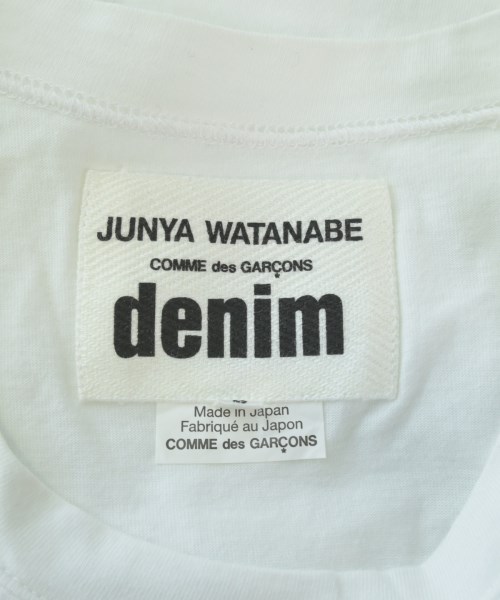 JUNYA WATANABE
COMME des GARÇONS
denim
Made in Japan
Fabriqué au Japon
COMME des GARÇONS